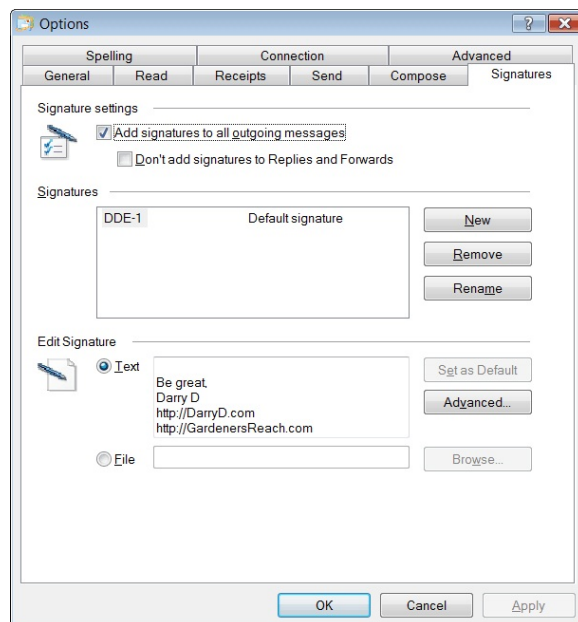 Options
Spelling Connection Advanced
General Read Receipts Send Compose Signatures
Signature settings
Add signatures to all outgoing messages
Don't add signatures to Replies and Forwards
Signatures
DDE-1 Default signature
New
Remove
Rename
Edit Signature
Text
Be great,
Darry D
http://DarryD.com
http://GardenersReach.com
Set as Default
Advanced...
File
Browse...
OK Cancel Apply